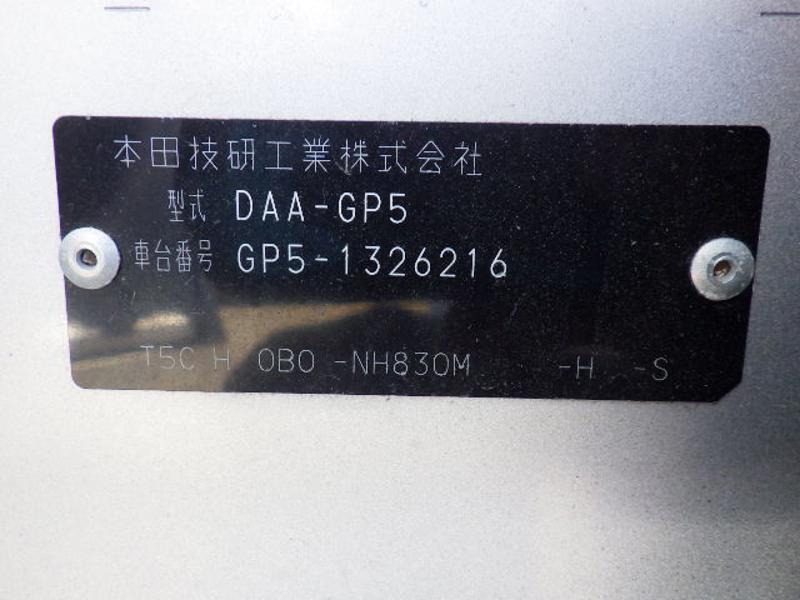 本田技研工業株式会社
型式 DAA-GP5
車台番号 GP5-1326216
T5C H 0B0 -NH830M -H -S